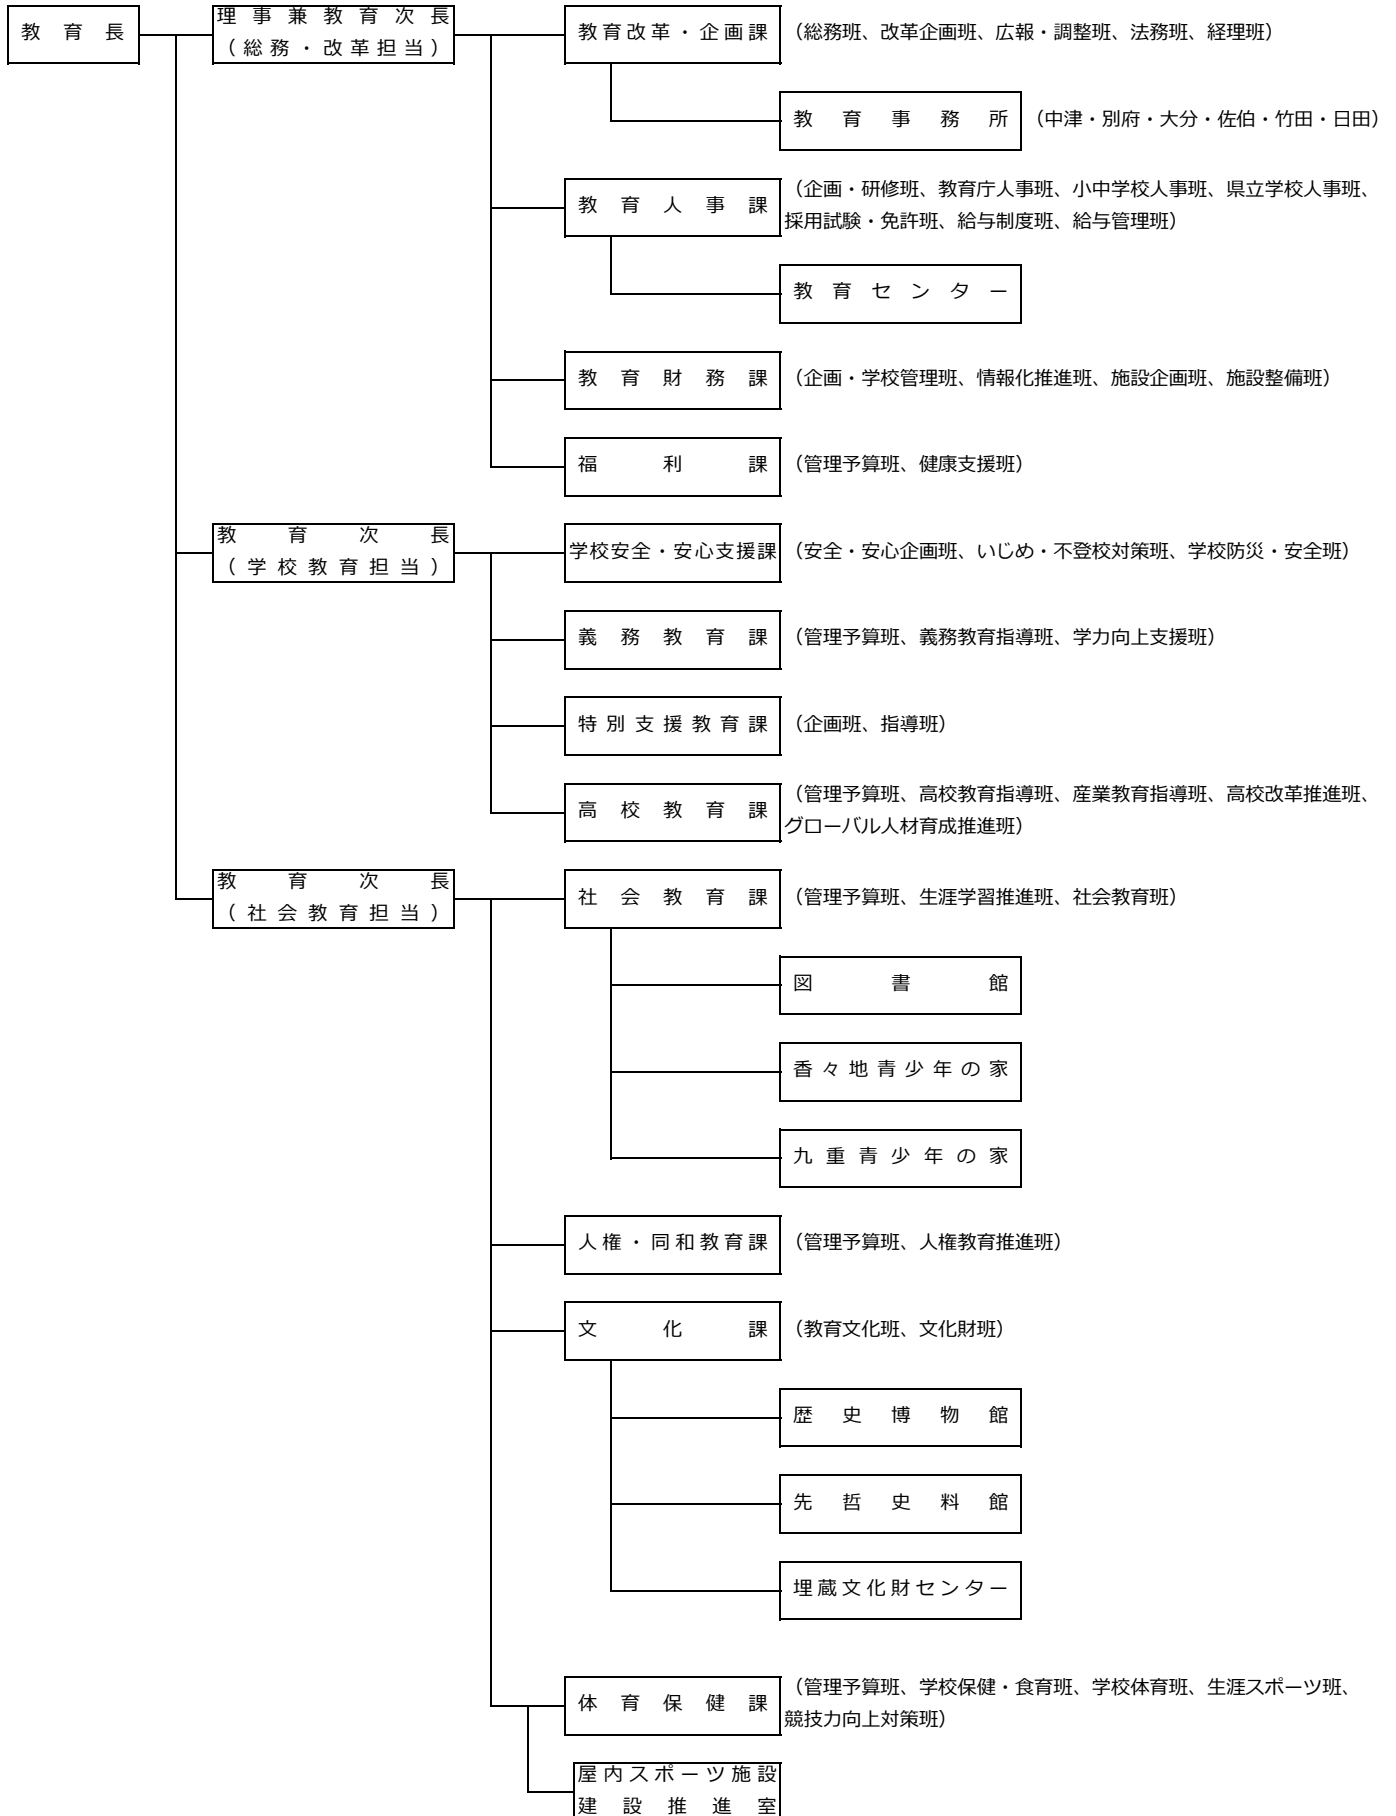 教育長
理事兼教育次長
（総務・改革担当）
教育改革・企画課
（総務班、改革企画班、広報・調整班、法務班、経理班）
教育事務所
（中津・別府・大分・佐伯・竹田・日田）
教育人事課
（企画・研修班、教育庁人事班、小中学校人事班、県立学校人事班、
採用試験・免許班、給与制度班、給与管理班）
教育センター
教育財務課
（企画・学校管理班、情報化推進班、施設企画班、施設整備班）
福利課
（管理予算班、健康支援班）
教育次長
（学校教育担当）
学校安全・安心支援課
（安全・安心企画班、いじめ・不登校対策班、学校防災・安全班）
義務教育課
（管理予算班、義務教育指導班、学力向上支援班）
特別支援教育課
（企画班、指導班）
高校教育課
（管理予算班、高校教育指導班、産業教育指導班、高校改革推進班、
グローバル人材育成推進班）
教育次長
（社会教育担当）
社会教育課
（管理予算班、生涯学習推進班、社会教育班）
図書館
香々地青少年の家
九重青少年の家
人権・同和教育課
（管理予算班、人権教育推進班）
文化課
（教育文化班、文化財班）
歴史博物館
先哲史料館
埋蔵文化財センター
体育保健課
（管理予算班、学校保健・食育班、学校体育班、生涯スポーツ班、
競技力向上対策班）
屋内スポーツ施設
建設推進室